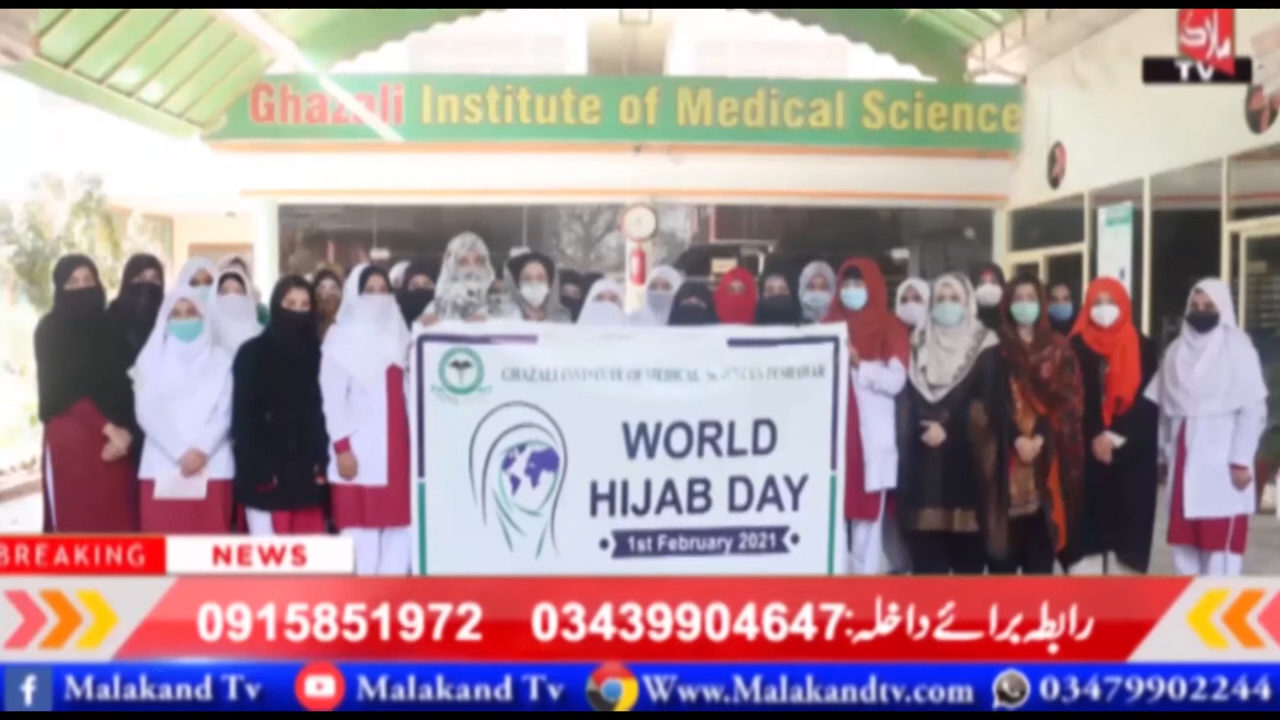 ملاکنڈ
TV
Ghazali Institute of Medical Science
GHAZALI INSTITUTE OF MEDICAL SCIENCES PESHAWAR
WORLD
HIJAB DAY
1st February 2021
BREAKING NEWS
رابطہ برائے داخلہ: 03439904647 0915851972
Malakand Tv Malakand Tv Www.Malakandtv.com 03479902244